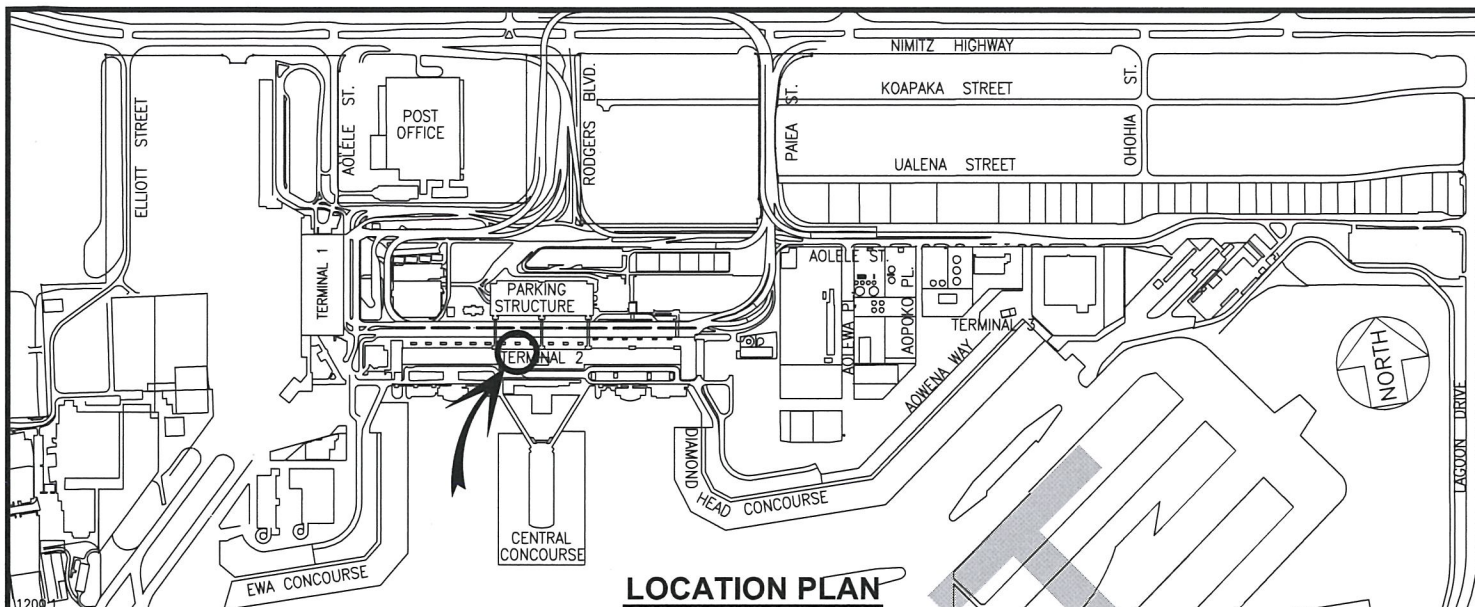 NIMITZ HIGHWAY
KOAPAKA STREET
UALENA STREET
ELLIOTT STREET
AOLELE ST.
POST
OFFICE
RODGERS BLVD.
PAIEA ST.
OHOHIA ST.
TERMINAL 1
PARKING
STRUCTURE
TERMINAL 2
AOLELE ST.
AOLEWA PL.
AOPOKO PL.
TERMINAL 3
AOWENA WAY
NORTH
LAGOON DRIVE
DIAMOND
HEAD CONCOURSE
CENTRAL
CONCOURSE
EWA CONCOURSE
LOCATION PLAN